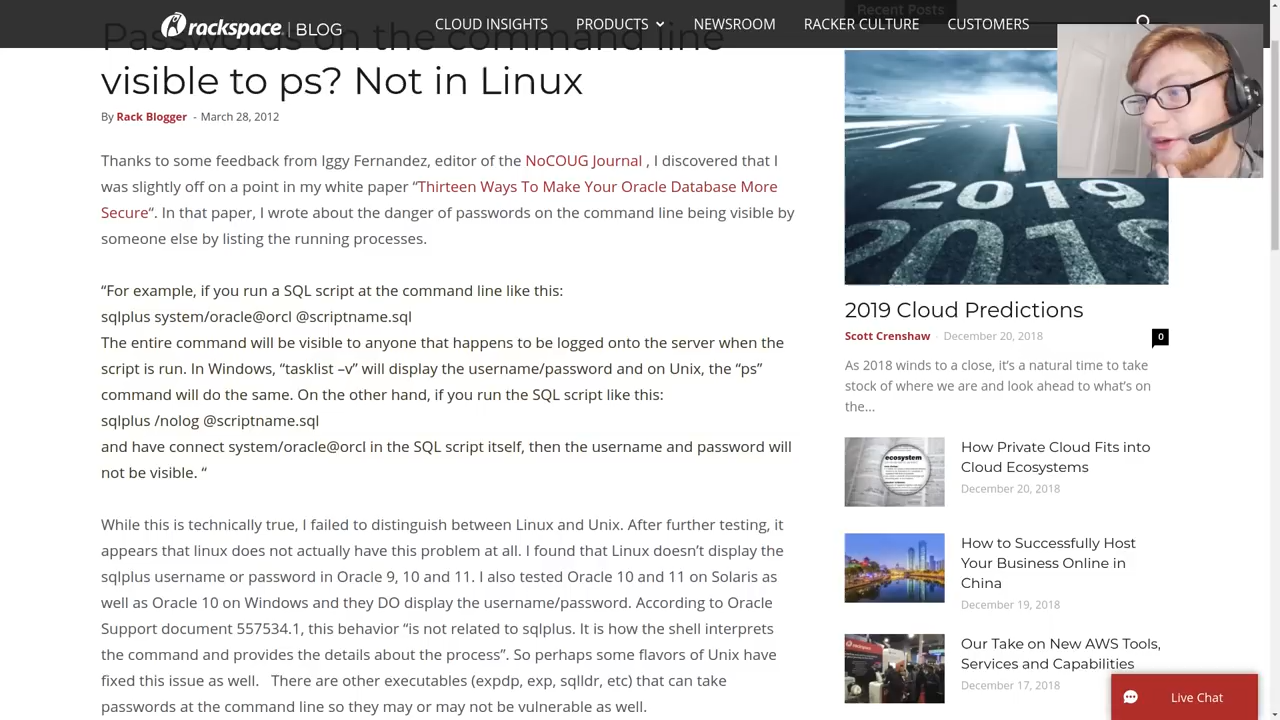 rackspace | BLOG
CLOUD INSIGHTS
PRODUCTS
NEWSROOM
RACKER CULTURE
CUSTOMERS
Recent Posts
Passwords on the command line
visible to ps? Not in Linux
By Rack Blogger - March 28, 2012
Thanks to some feedback from Iggy Fernandez, editor of the NoCOUG Journal , I discovered that I
was slightly off on a point in my white paper “Thirteen Ways To Make Your Oracle Database More
Secure“. In that paper, I wrote about the danger of passwords on the command line being visible by
someone else by listing the running processes.
“For example, if you run a SQL script at the command line like this:
sqlplus system/oracle@orcl @scriptname.sql
The entire command will be visible to anyone that happens to be logged onto the server when the
script is run. In Windows, “tasklist –v” will display the username/password and on Unix, the “ps”
command will do the same. On the other hand, if you run the SQL script like this:
sqlplus /nolog @scriptname.sql
and have connect system/oracle@orcl in the SQL script itself, then the username and password will
not be visible. “
While this is technically true, I failed to distinguish between Linux and Unix. After further testing, it
appears that linux does not actually have this problem at all. I found that Linux doesn’t display the
sqlplus username or password in Oracle 9, 10 and 11. I also tested Oracle 10 and 11 on Solaris as
well as Oracle 10 on Windows and they DO display the username/password. According to Oracle
Support document 557534.1, this behavior “is not related to sqlplus. It is how the shell interprets
the command and provides the details about the process”. So perhaps some flavors of Unix have
fixed this issue as well.   There are other executables (expdp, exp, sqlldr, etc) that can take
passwords at the command line so they may or may not be vulnerable as well.
2019
2018
2019 Cloud Predictions
Scott Crenshaw - December 20, 2018
0
As 2018 winds to a close, it’s a natural time to take
stock of where we are and look ahead to what’s on
the...
ecosystem
How Private Cloud Fits into
Cloud Ecosystems
December 20, 2018
How to Successfully Host
Your Business Online in
China
December 19, 2018
Our Take on New AWS Tools,
Services and Capabilities
December 17, 2018
Live Chat